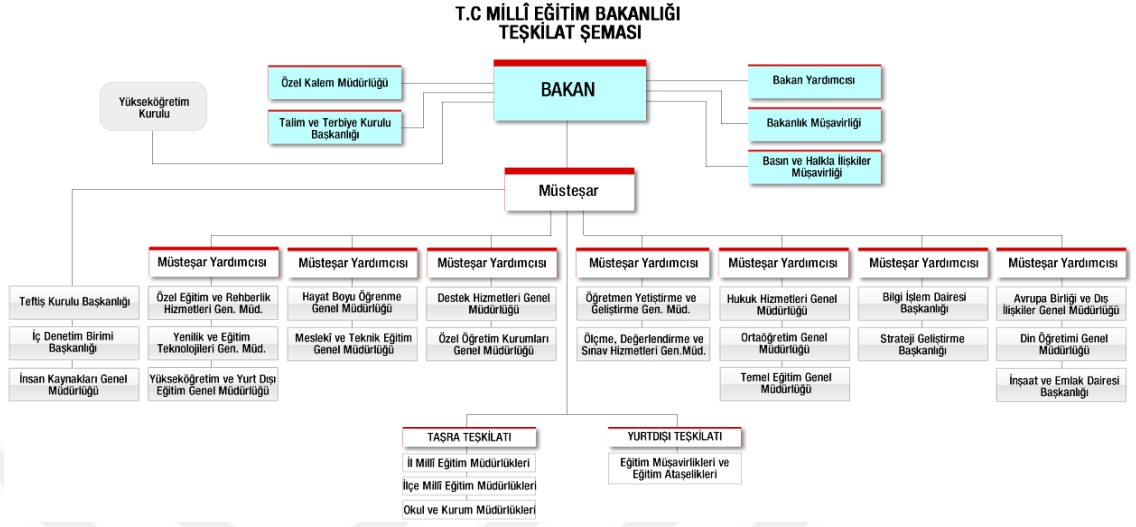 T.C MİLLÎ EĞİTİM BAKANLIĞI
TEŞKİLAT ŞEMASI
BAKAN
Özel Kalem Müdürlüğü
Talim ve Terbiye Kurulu
Başkanlığı
Yükseköğretim
Kurulu
Bakan Yardımcısı
Bakanlık Müşavirliği
Basın ve Halkla İlişkiler
Müşavirliği
Müsteşar
Teftiş Kurulu Başkanlığı
İç Denetim Birimi
Başkanlığı
İnsan Kaynakları Genel
Müdürlüğü
Müsteşar Yardımcısı
Özel Eğitim ve Rehberlik
Hizmetleri Gen. Müd.
Yenilik ve Eğitim
Teknolojileri Gen. Müd.
Yükseköğretim ve Yurt Dışı
Eğitim Genel Müdürlüğü
Müsteşar Yardımcısı
Hayat Boyu Öğrenme
Genel Müdürlüğü
Meslekî ve Teknik Eğitim
Genel Müdürlüğü
Müsteşar Yardımcısı
Destek Hizmetleri Genel
Müdürlüğü
Özel Öğretim Kurumları
Genel Müdürlüğü
Müsteşar Yardımcısı
Öğretmen Yetiştirme ve
Geliştirme Gen. Müd.
Ölçme, Değerlendirme ve
Sınav Hizmetleri Gen.Müd.
Müsteşar Yardımcısı
Hukuk Hizmetleri Genel
Müdürlüğü
Ortaöğretim Genel
Müdürlüğü
Temel Eğitim Genel
Müdürlüğü
Müsteşar Yardımcısı
Bilgi İşlem Dairesi
Başkanlığı
Strateji Geliştirme
Başkanlığı
Müsteşar Yardımcısı
Avrupa Birliği ve Dış
İlişkiler Genel Müdürlüğü
Din Öğretimi Genel
Müdürlüğü
İnşaat ve Emlak Dairesi
Başkanlığı
TAŞRA TEŞKİLATI
İl Millî Eğitim Müdürlükleri
İlçe Millî Eğitim Müdürlükleri
Okul ve Kurum Müdürlükleri
YURTDIŞI TEŞKİLATI
Eğitim Müşavirlikleri ve
Eğitim Ataşelikleri